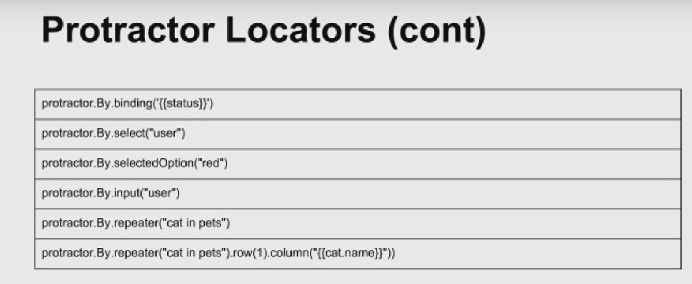 Protractor Locators (cont)
protractor.By.binding('{{status}}')
protractor.By.select("user")
protractor.By.selectedOption("red")
protractor.By.input("user")
protractor.By.repeater("cat in pets")
protractor.By.repeater("cat in pets").row(1).column("{{cat.name}}"))